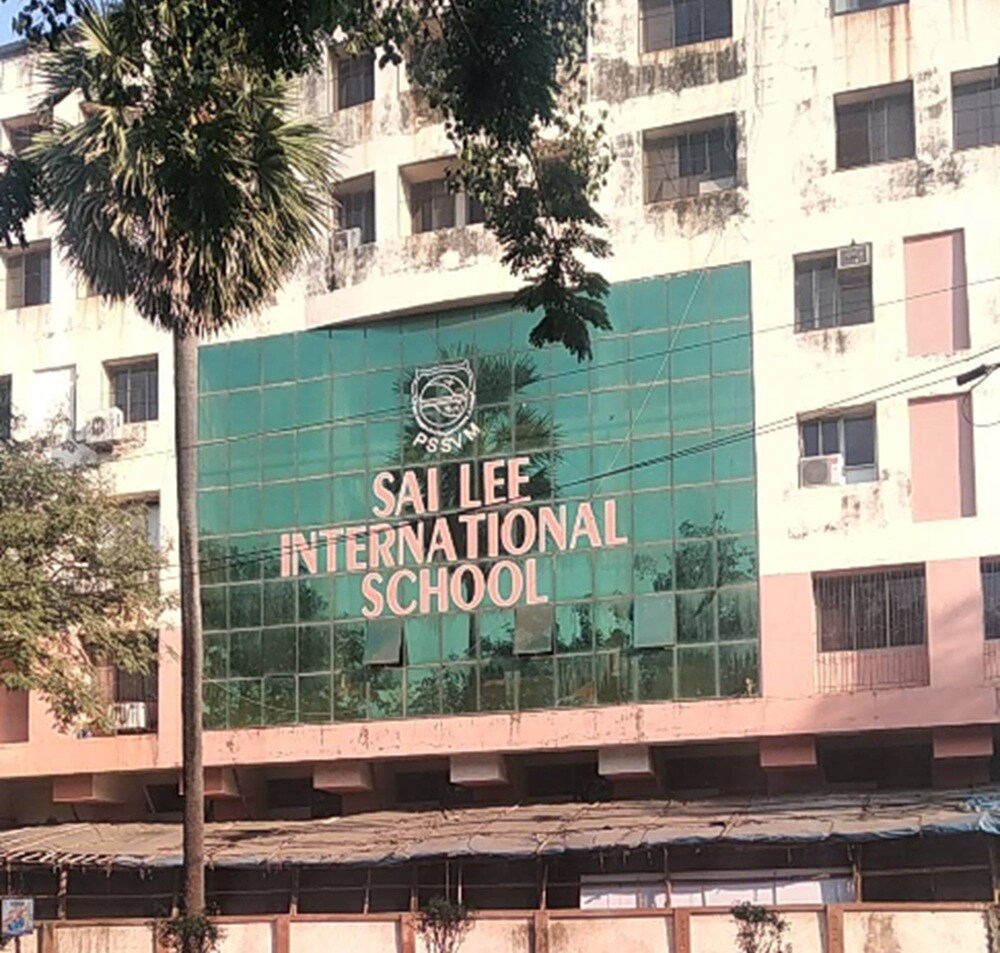 PSSVM
SAI LEE
INTERNATIONAL
SCHOOL